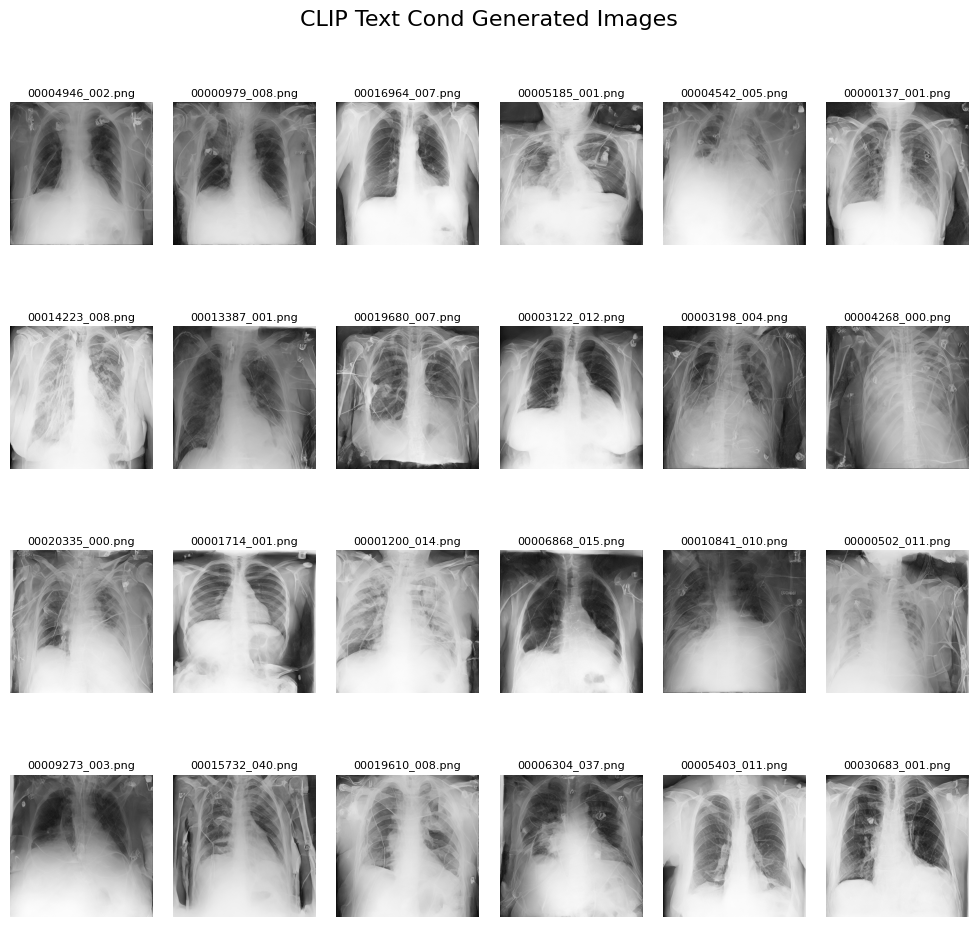 CLIP Text Cond Generated Images
00004946_002.png 00000979_008.png 00016964_007.png 00005185_001.png 00004542_005.png 00000137_001.png
00014223_008.png 00013387_001.png 00019680_007.png 00003122_012.png 00003198_004.png 00004268_000.png
00020335_000.png 00001714_001.png 00001200_014.png 00006868_015.png 00010841_010.png 00000502_011.png
00009273_003.png 00015732_040.png 00019610_008.png 00006304_037.png 00005403_011.png 00030683_001.png